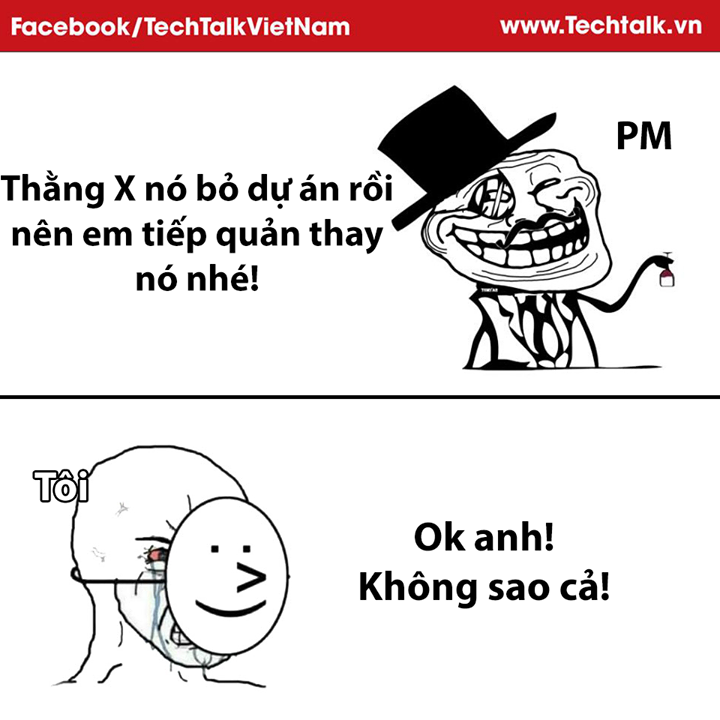 Facebook/TechTalkVietNam
www.Techtalk.vn
PM
Thằng X nó bỏ dự án rồi
nên em tiếp quản thay
nó nhé!
Tôi
Ok anh!
Không sao cả!